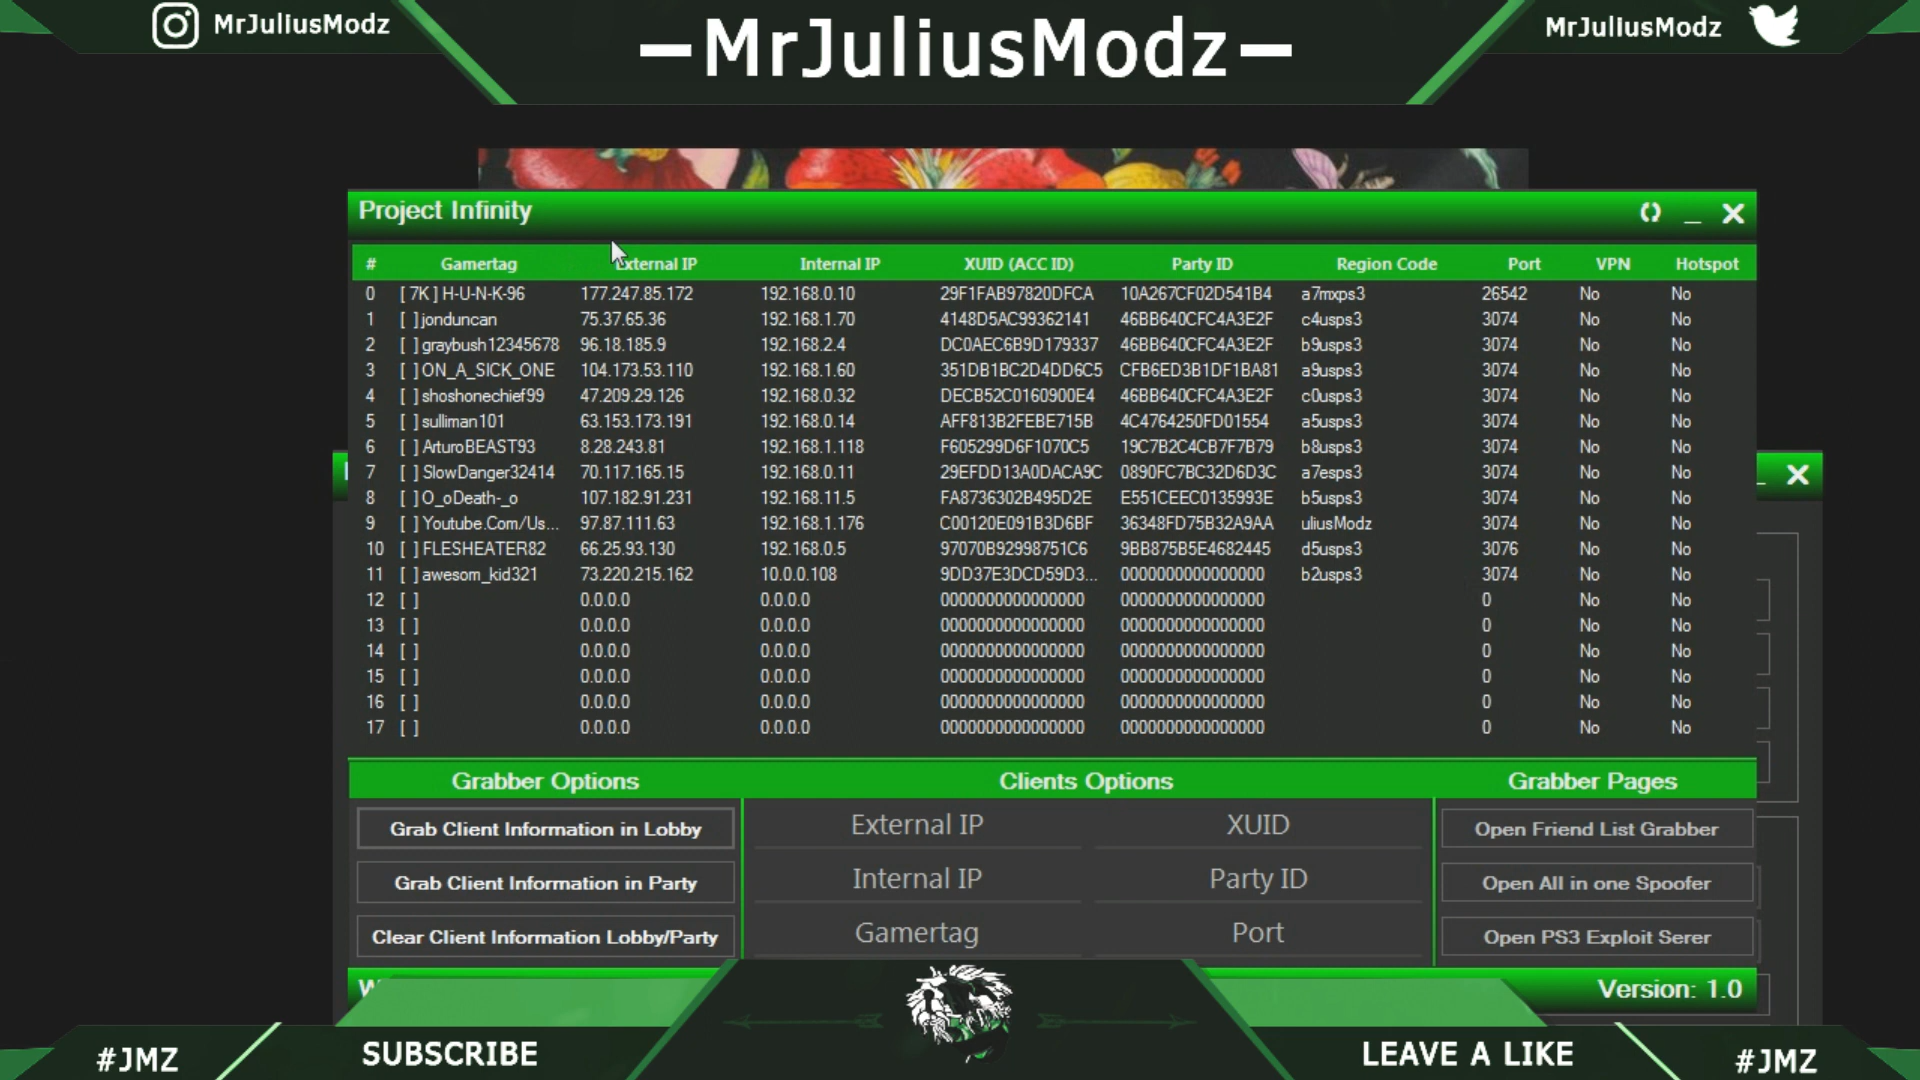 MrJuliusModz
—MrJuliusModz—
MrJuliusModz
Project Infinity
# Gamertag External IP Internal IP XUID (ACC ID) Party ID Region Code Port VPN Hotspot
0 [ 7K ] H-U-N-K-96 177.247.85.172 192.168.0.10 29F1FAB97820DFCA 10A267CF02D541B4 a7mxps3 26542 No No
1 [ ] jonduncan 75.37.65.36 192.168.1.70 4148D5AC99362141 46BB640CFC4A3E2F c4usps3 3074 No No
2 [ ] graybush12345678 96.18.185.9 192.168.2.4 DC0AEC6B9D179337 46BB640CFC4A3E2F b9usps3 3074 No No
3 [ ] ON_A_SICK_ONE 104.173.53.110 192.168.1.60 351DB1BC2D4DD6C5 CFB6ED3B1DF1BA81 a9usps3 3074 No No
4 [ ] shoshonechief99 47.209.29.126 192.168.0.32 DECB52C0160900E4 46BB640CFC4A3E2F c0usps3 3074 No No
5 [ ] sulliman101 63.153.173.191 192.168.0.14 AFF813B2FEBE715B 4C4764250FD01554 a5usps3 3074 No No
6 [ ] ArturoBEAST93 8.28.243.81 192.168.1.118 F605299D6F1070C5 19C7B2C4CB7F7B79 b8usps3 3074 No No
7 [ ] SlowDanger32414 70.117.165.15 192.168.0.11 29EFDD13A0DACA9C 0890FC7BC32D6D3C a7esps3 3074 No No
8 [ ] O_oDeath-_o 107.182.91.231 192.168.11.5 FA8736302B495D2E E551CEEC0135993E b5usps3 3074 No No
9 [ ] Youtube.Com/Us... 97.87.111.63 192.168.1.176 C00120E091B3D6BF 36348FD75B32A9AA uliusModz 3074 No No
10 [ ] FLESHEATER82 66.25.93.130 192.168.0.5 97070B92998751C6 9BB875B5E4682445 d5usps3 3076 No No
11 [ ] awesom_kid321 73.220.215.162 10.0.0.108 9DD37E3DCD59D3... 0000000000000000 b2usps3 3074 No No
12 [ ] 0.0.0.0 0.0.0.0 0000000000000000 0000000000000000 0 No No
13 [ ] 0.0.0.0 0.0.0.0 0000000000000000 0000000000000000 0 No No
14 [ ] 0.0.0.0 0.0.0.0 0000000000000000 0000000000000000 0 No No
15 [ ] 0.0.0.0 0.0.0.0 0000000000000000 0000000000000000 0 No No
16 [ ] 0.0.0.0 0.0.0.0 0000000000000000 0000000000000000 0 No No
17 [ ] 0.0.0.0 0.0.0.0 0000000000000000 0000000000000000 0 No No
Grabber Options Clients Options Grabber Pages
Grab Client Information in Lobby External IP XUID Open Friend List Grabber
Grab Client Information in Party Internal IP Party ID Open All in one Spoofer
Clear Client Information Lobby/Party Gamertag Port Open PS3 Exploit Serer
Version: 1.0
#JMZ SUBSCRIBE LEAVE A LIKE #JMZ